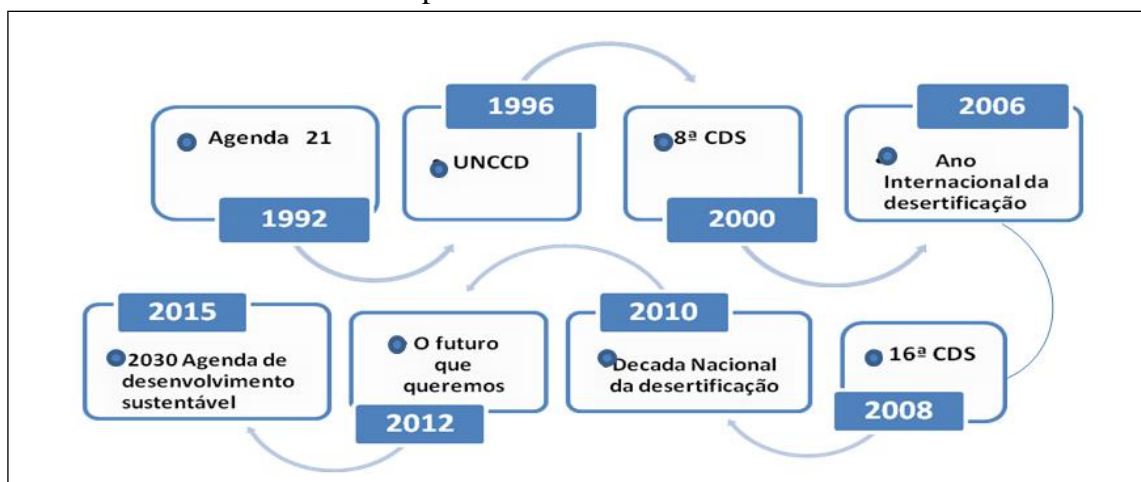 1992
Agenda 21
1996
UNCCD
2000
8ª CDS
2006
Ano
Internacional da
desertificação
2008
16ª CDS
2010
Decada Nacional
da desertificação
2012
O futuro
que
queremos
2015
2030 Agenda de
desenvolvimento
sustentável